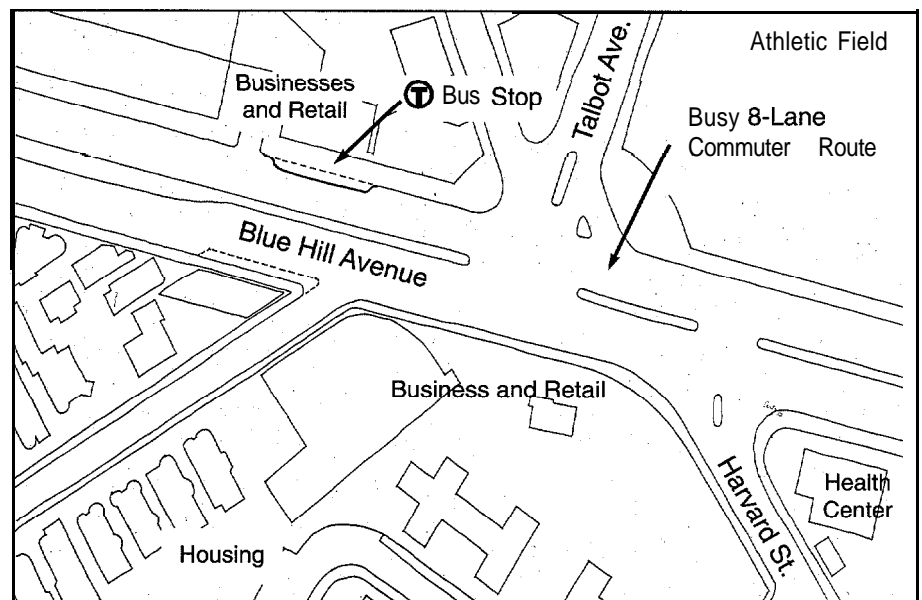 Athletic Field
Talbot Ave.
Businesses
and Retail
T Bus Stop
Busy 8-Lane
Commuter Route
Blue Hill Avenue
Business and Retail
Harvard St.
Health
Center
Housing